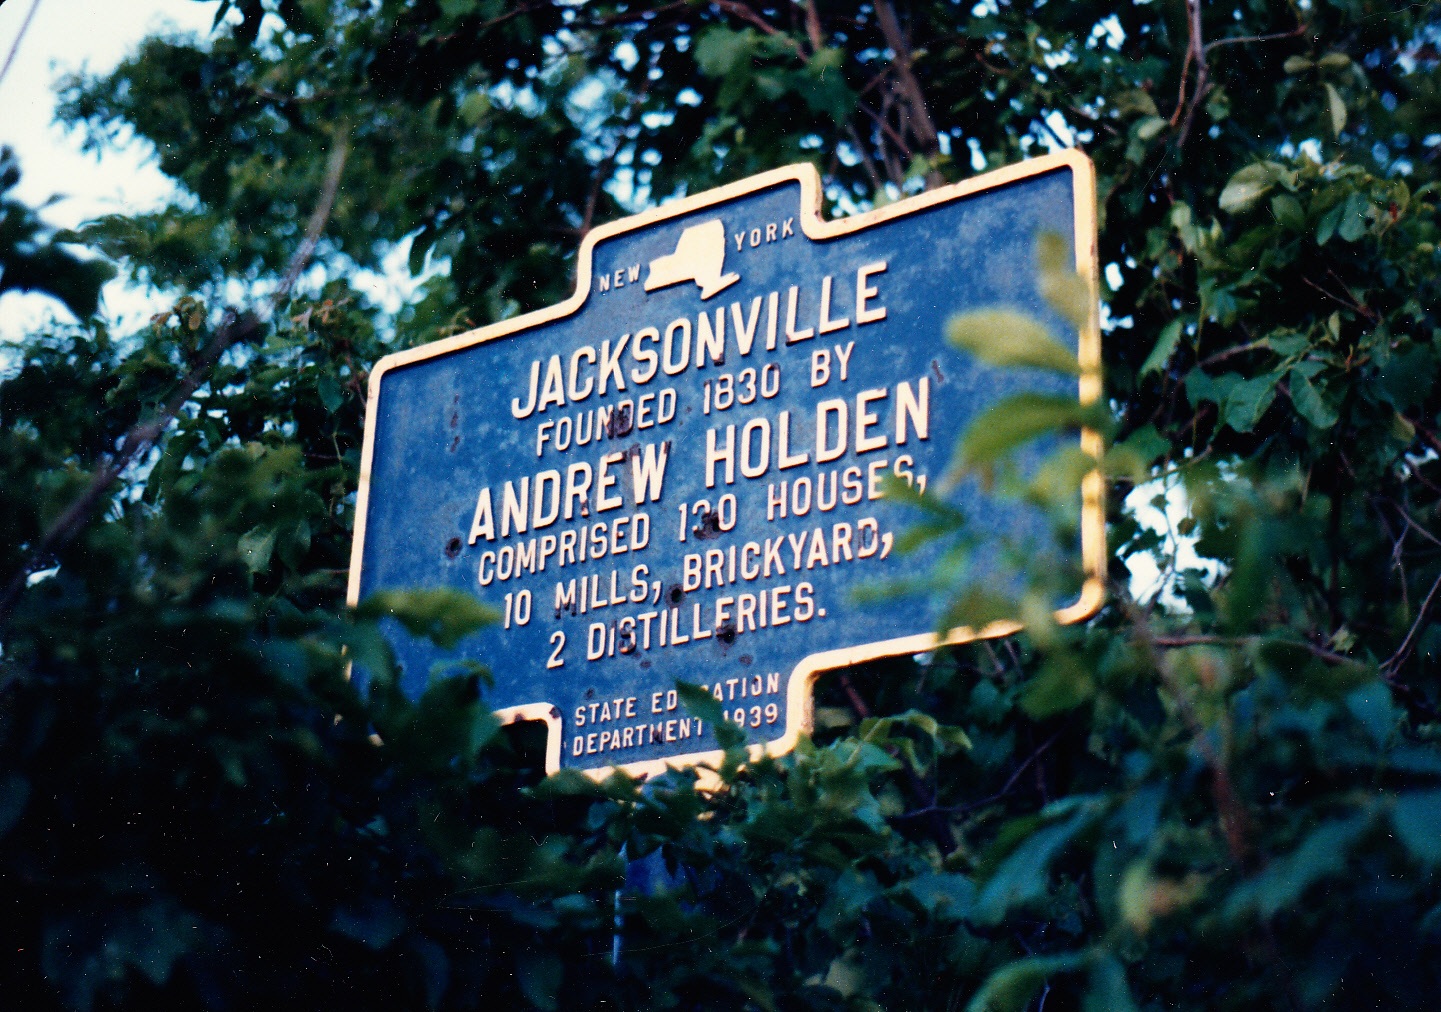 NEW YORK
JACKSONVILLE
FOUNDED 1830 BY
ANDREW HOLDEN
COMPRISED HOUSES,
10 MILLS, BRICKYARD,
2 DISTILLERIES.
STATE EDUCATION
DEPARTMENT 1939